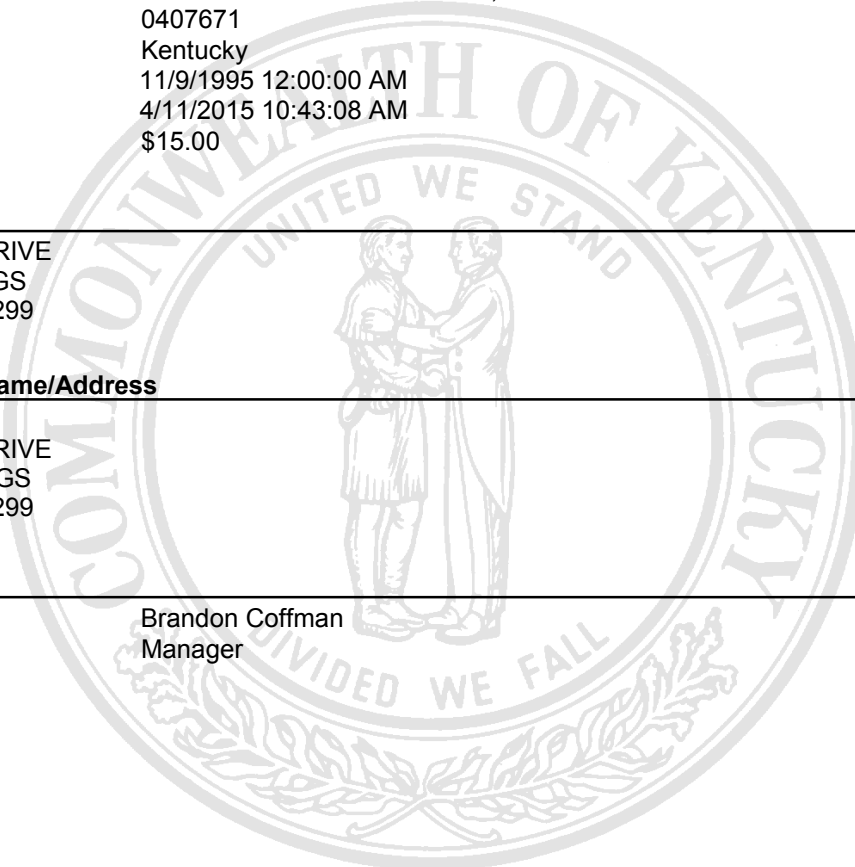 0407671
Kentucky
11/9/1995 12:00:00 AM
4/11/2015 10:43:08 AM
$15.00
RIVE
GS
299
ame/Address
RIVE
GS
299
Brandon Coffman
Manager
COMMONWEALTH OF KENTUCKY
UNITED WE STAND
DIVIDED WE FALL